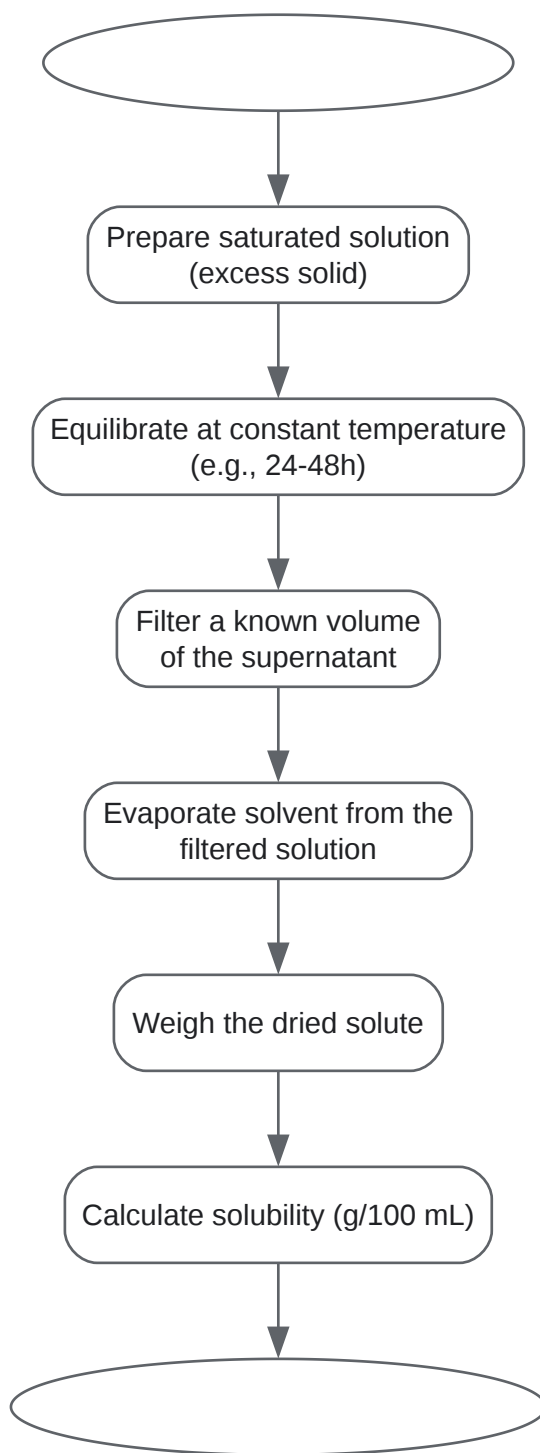 Prepare saturated solution
(excess solid)
Equilibrate at constant temperature
(e.g., 24-48h)
Filter a known volume
of the supernatant
Evaporate solvent from the
filtered solution
Weigh the dried solute
Calculate solubility (g/100 mL)